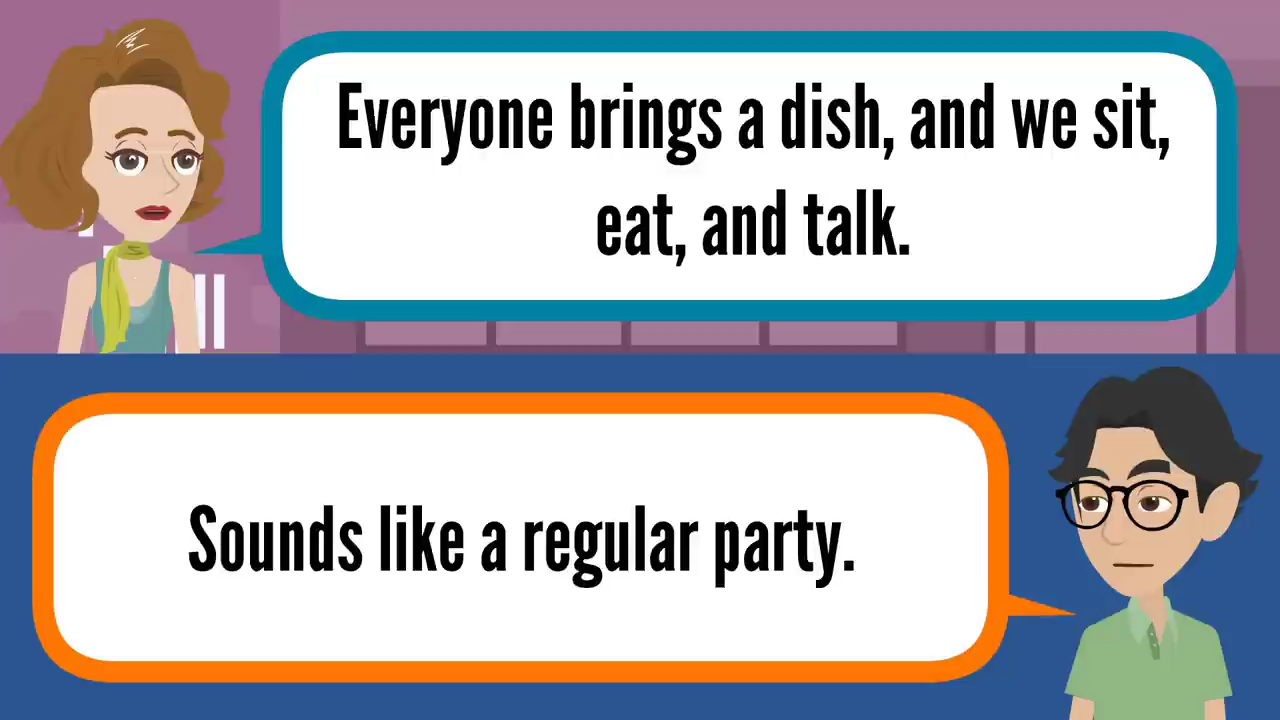 Everyone brings a dish, and we sit,
eat, and talk.
Sounds like a regular party.